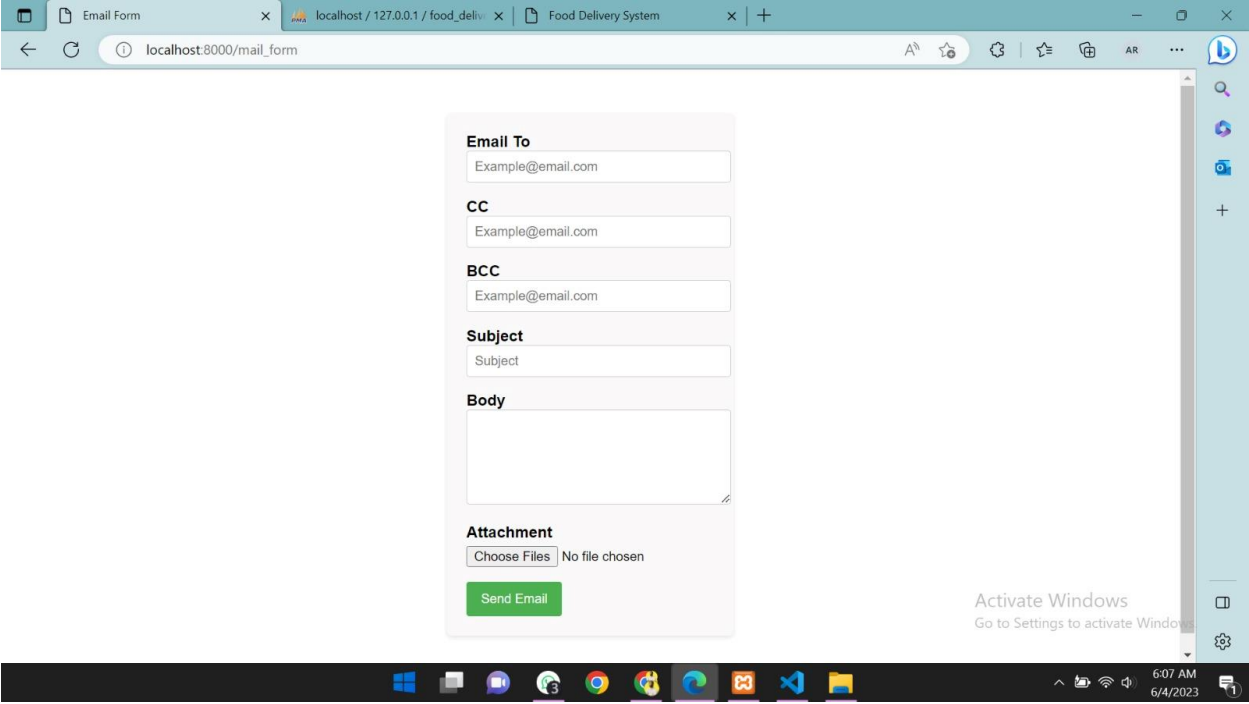 Email Form
localhost / 127.0.0.1 / food_deliv
Food Delivery System
localhost:8000/mail_form
A
AR
Email To
Example@email.com
CC
Example@email.com
BCC
Example@email.com
Subject
Subject
Body
Attachment
Choose Files No file chosen
Send Email
Activate Windows
Go to Settings to activate Windows.
6:07 AM
6/4/2023